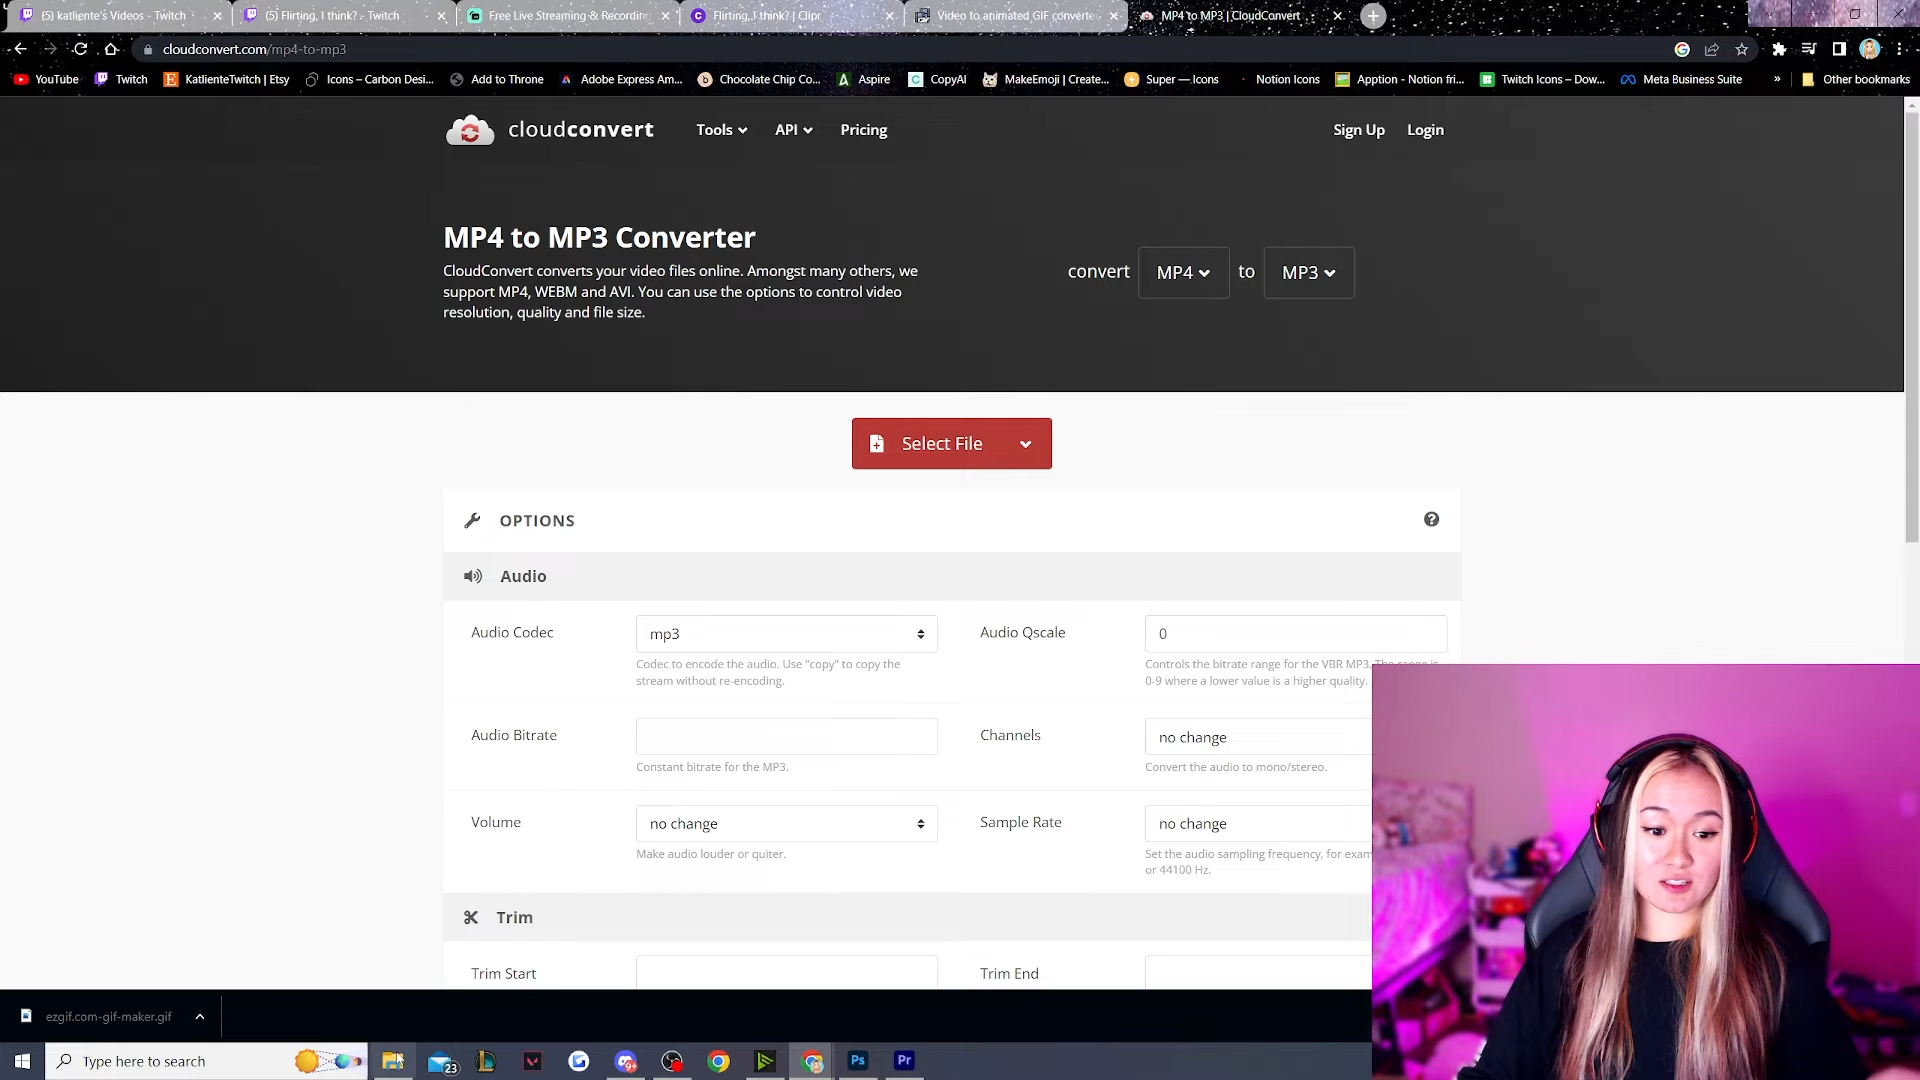 (5) katliente's Videos - Twitch
(5) Flirting, I think? - Twitch
Free Live Streaming & Recordin
Flirting, I think? | Clipr
Video to animated GIF converte
MP4 to MP3 | CloudConvert
cloudconvert.com/mp4-to-mp3
YouTube
Twitch
KatlienteTwitch | Etsy
Icons – Carbon Desi...
Add to Throne
Adobe Express Am...
Chocolate Chip Co...
Aspire
CopyAI
MakeEmoji | Create...
Super — Icons
Notion Icons
Apption - Notion fri...
Twitch Icons – Dow...
Meta Business Suite
»
Other bookmarks
cloudconvert
Tools
API
Pricing
Sign Up
Login
MP4 to MP3 Converter
CloudConvert converts your video files online. Amongst many others, we
support MP4, WEBM and AVI. You can use the options to control video
resolution, quality and file size.
convert
MP4
to
MP3
Select File
OPTIONS
Audio
Audio Codec
mp3
Codec to encode the audio. Use "copy" to copy the
stream without re-encoding.
Audio Qscale
0
Controls the bitrate range for the VBR MP3. The range is
0-9 where a lower value is a higher quality.
Audio Bitrate
Constant bitrate for the MP3.
Channels
no change
Convert the audio to mono/stereo.
Volume
no change
Make audio louder or quiter.
Sample Rate
no change
Set the audio sampling frequency, for exam
or 44100 Hz.
Trim
Trim Start
Trim End
ezgif.com-gif-maker.gif
Type here to search
23
9+
Ps
Pr